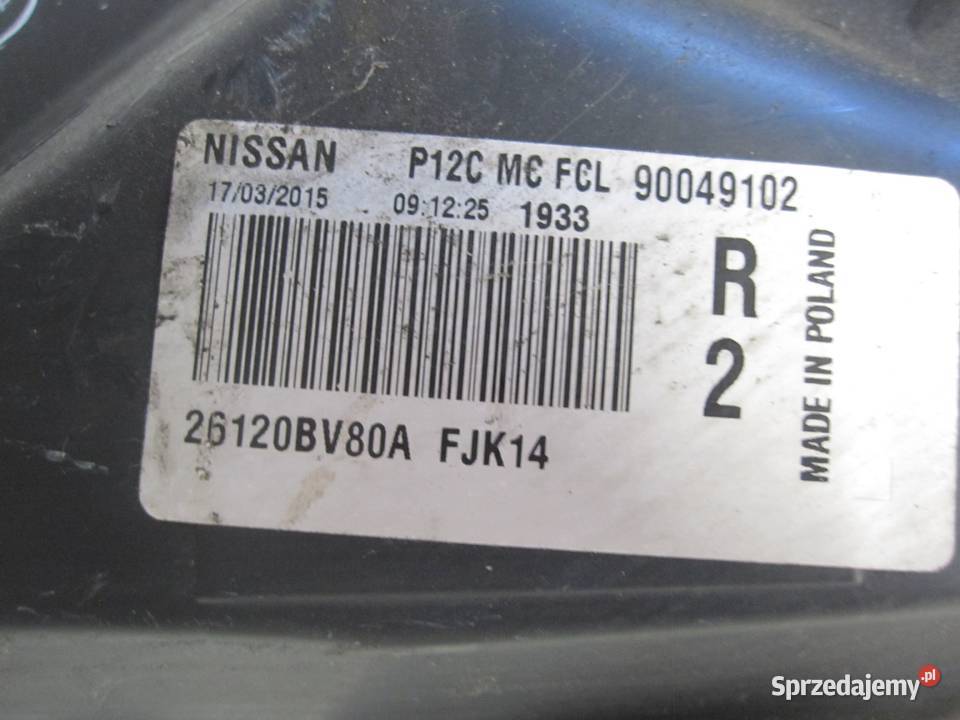 NISSAN P12C MC FCL 90049102
17/03/2015 09:12:25 1933
R
2
MADE IN POLAND
26120BV80A FJK14
Sprzedajemy.pl